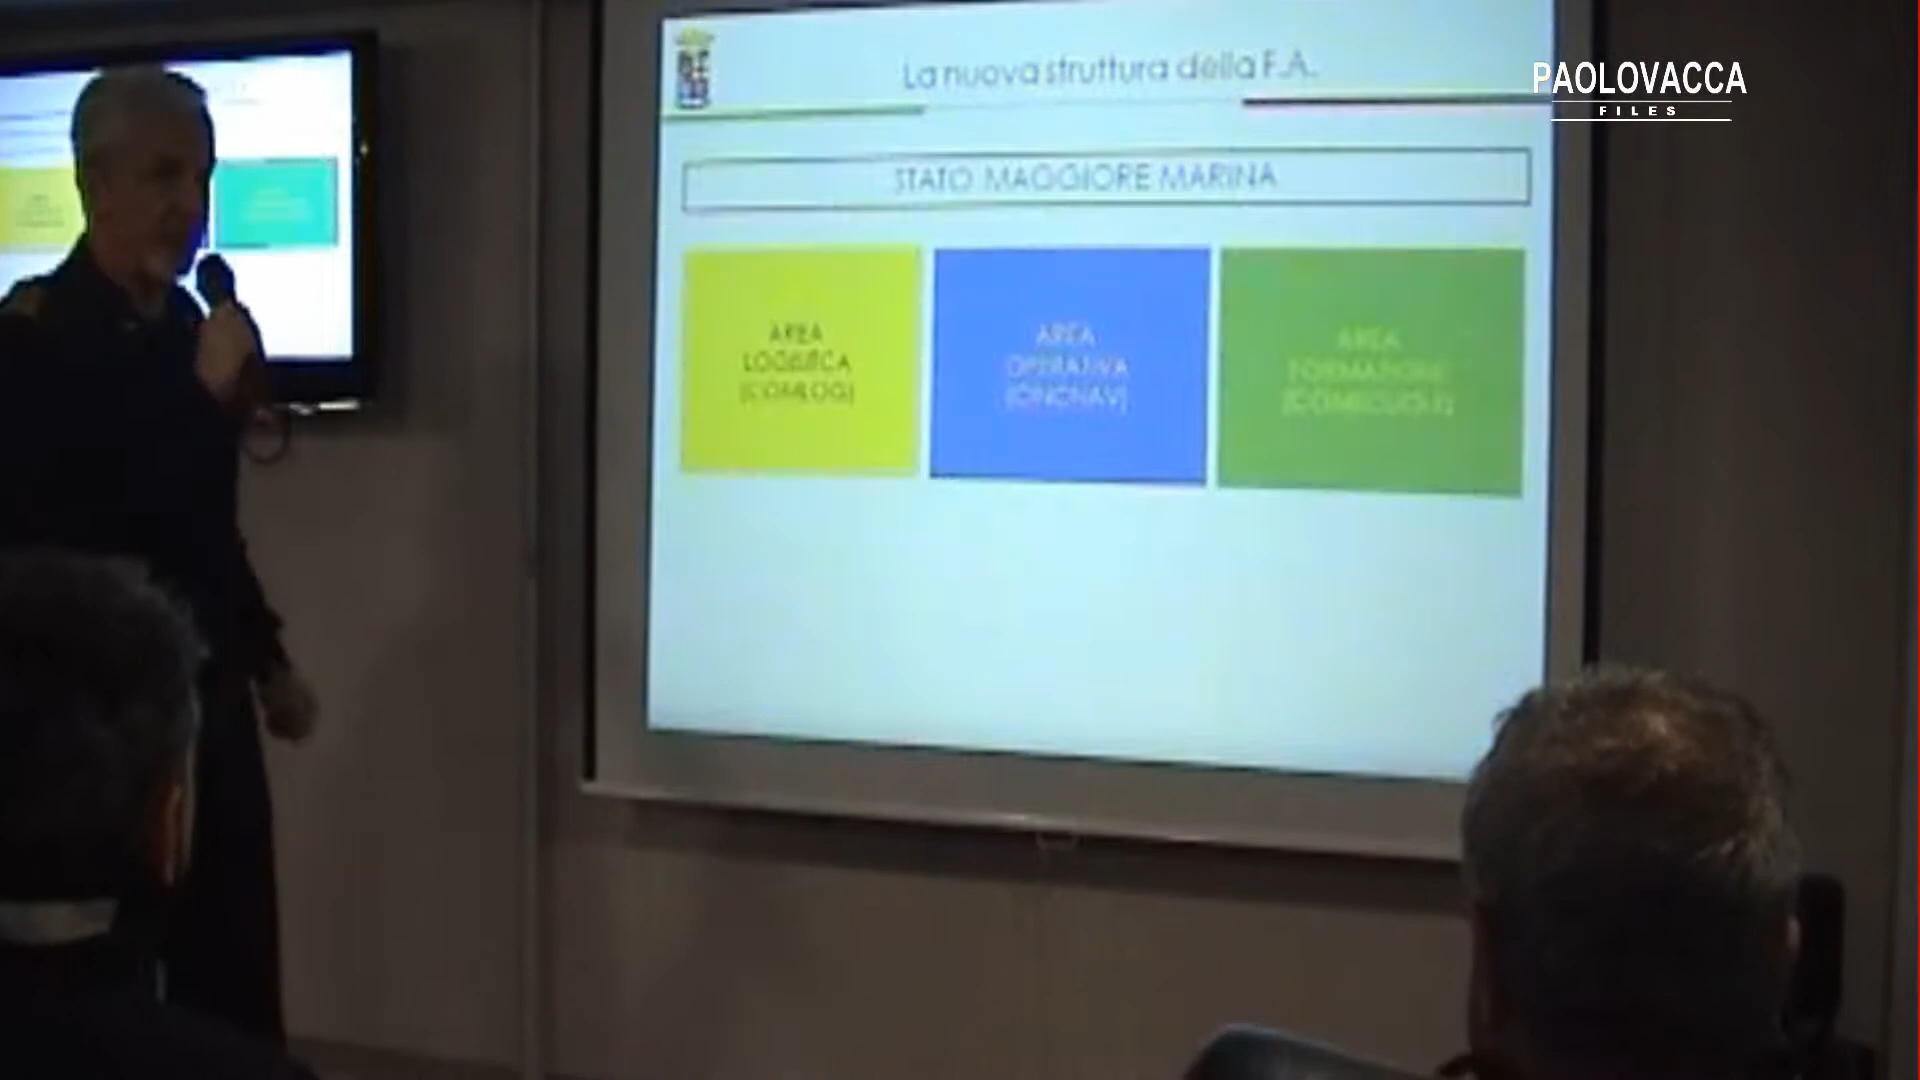 La nuova struttura della F.A.
PAOLOVACCA
FILES
STATO MAGGIORE MARINA
AREA
LOGISTICA
(COMLOG)
AREA
OPERATIVA
(CINCNAV)
AREA
FORMAZIONE